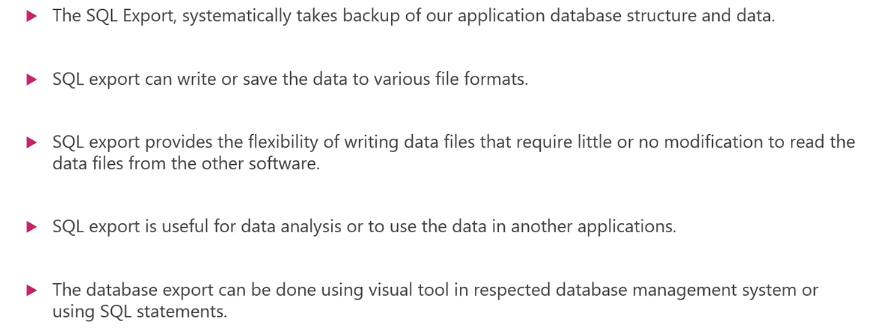 The SQL Export, systematically takes backup of our application database structure and data.
SQL export can write or save the data to various file formats.
SQL export provides the flexibility of writing data files that require little or no modification to read the
data files from the other software.
SQL export is useful for data analysis or to use the data in another applications.
The database export can be done using visual tool in respected database management system or
using SQL statements.